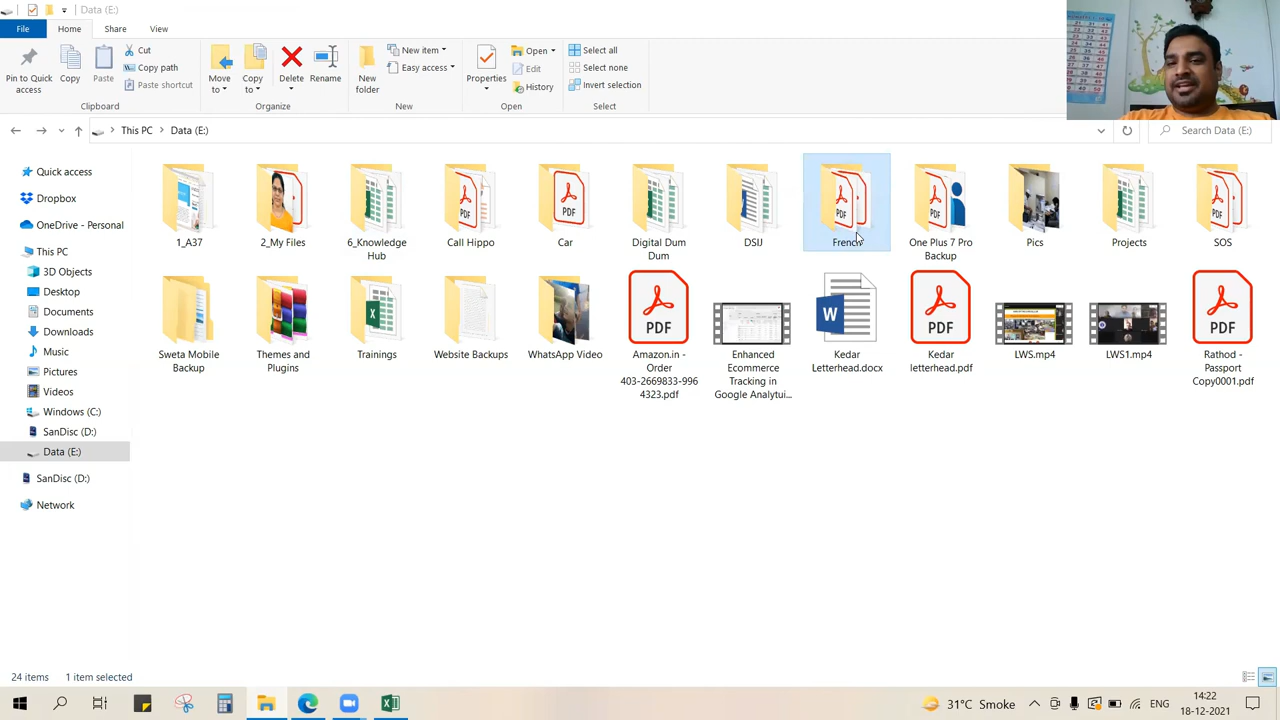 Data (E:)
File Home Share View
Pin to Quick access
Copy
Paste
Cut
Copy path
Paste shortcut
Clipboard
Move to
Copy to
Delete
Rename
Organize
New folder
New item
Easy access
New
Properties
Open
Edit
History
Open
Select all
Select none
Invert selection
Select
This PC Data (E:)
Search Data (E:)
Quick access
Dropbox
OneDrive - Personal
This PC
3D Objects
Desktop
Documents
Downloads
Music
Pictures
Videos
Windows (C:)
SanDisc (D:)
Data (E:)
SanDisc (D:)
Network
1_A37
2_My Files
6_Knowledge
Hub
Call Hippo
Car
Digital Dum
Dum
DSIJ
French
One Plus 7 Pro
Backup
Pics
Projects
SOS
Sweta Mobile
Backup
Themes and
Plugins
Trainings
Website Backups
WhatsApp Video
Amazon.in -
Order
403-2669833-996
4323.pdf
Enhanced
Ecommerce
Tracking in
Google Analytui...
Kedar
Letterhead.docx
Kedar
letterhead.pdf
LWS.mp4
LWS1.mp4
Rathod -
Passport
Copy0001.pdf
PDF
PDF
PDF
24 items 1 item selected
31°C Smoke
ENG
14:22
18-12-2021